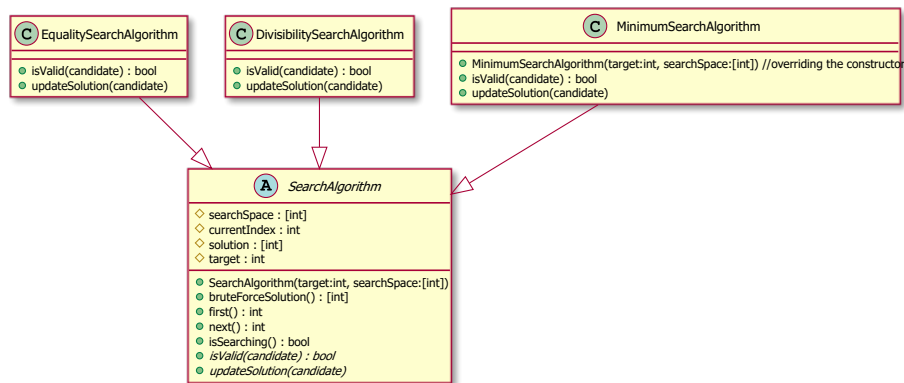 C EqualitySearchAlgorithm
isValid(candidate) : bool
updateSolution(candidate)
C DivisibilitySearchAlgorithm
isValid(candidate) : bool
updateSolution(candidate)
C MinimumSearchAlgorithm
MinimumSearchAlgorithm(target:int, searchSpace:[int]) //overriding the constructor
isValid(candidate) : bool
updateSolution(candidate)
A SearchAlgorithm
searchSpace : [int]
currentIndex : int
solution : [int]
target : int
SearchAlgorithm(target:int, searchSpace:[int])
bruteForceSolution() : [int]
first() : int
next() : int
isSearching() : bool
isValid(candidate) : bool
updateSolution(candidate)